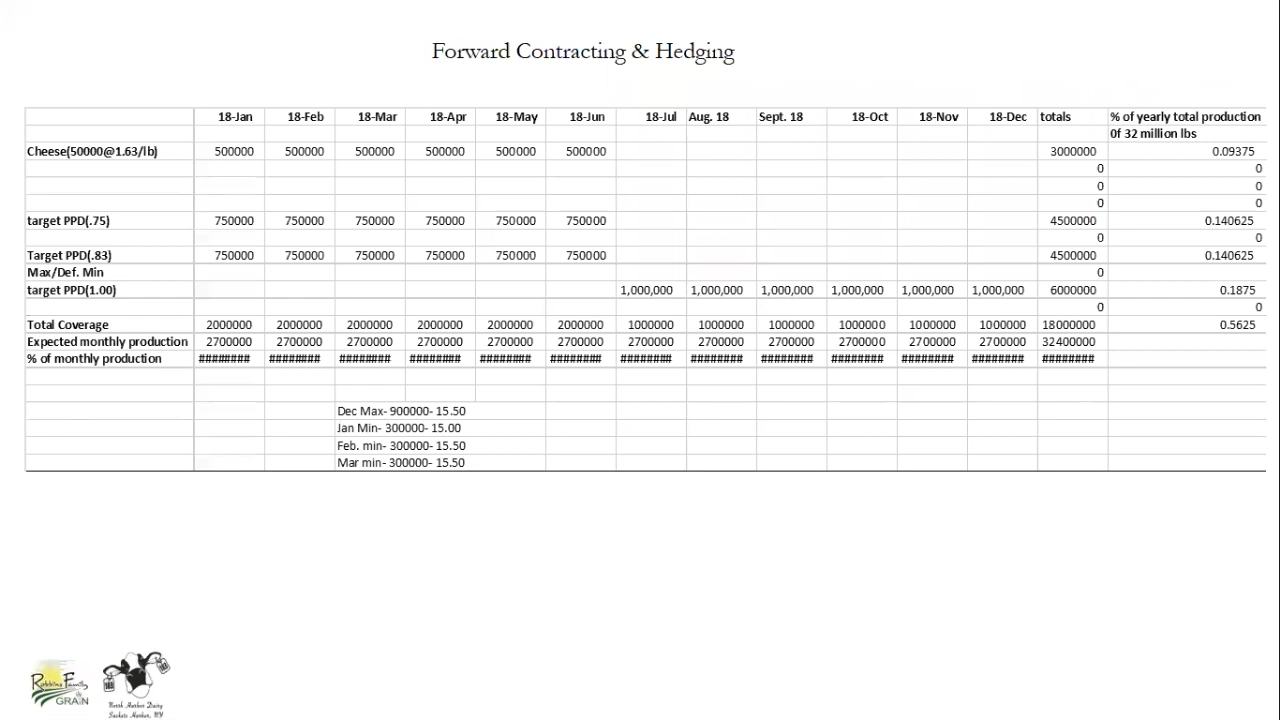 Forward Contracting & Hedging
18-Jan 18-Feb 18-Mar 18-Apr 18-May 18-Jun 18-Jul Aug. 18 Sept. 18 18-Oct 18-Nov 18-Dec totals % of yearly total production
0f 32 million lbs
Cheese(50000@1.63/lb) 500000 500000 500000 500000 500000 500000 3000000 0.09375
0 0
0 0
0 0
target PPD(.75) 750000 750000 750000 750000 750000 750000 4500000 0.140625
0 0
Target PPD(.83) 750000 750000 750000 750000 750000 750000 4500000 0.140625
Max/Def. Min 0
target PPD(1.00) 1,000,000 1,000,000 1,000,000 1,000,000 1,000,000 1,000,000 6000000 0.1875
0 0
Total Coverage 2000000 2000000 2000000 2000000 2000000 2000000 1000000 1000000 1000000 1000000 1000000 1000000 18000000 0.5625
Expected monthly production 2700000 2700000 2700000 2700000 2700000 2700000 2700000 2700000 2700000 2700000 2700000 2700000 32400000
% of monthly production ######## ######## ######## ######## ######## ######## ######## ######## ######## ######## ######## ######## ########
Dec Max- 900000- 15.50
Jan Min- 300000- 15.00
Feb. min- 300000- 15.50
Mar min- 300000- 15.50
Robbins Family
GRAIN
North Harbor Dairy
Sackets Harbor, NY